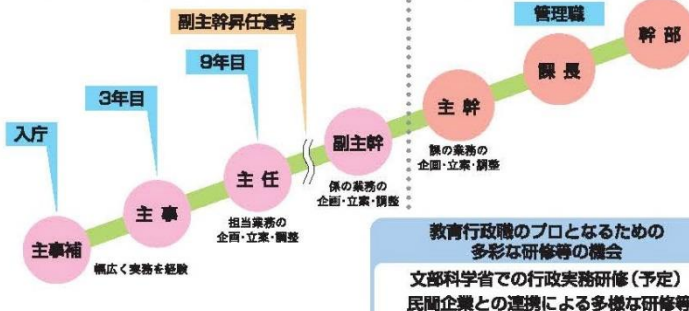 管理職
副主幹昇任選考
幹部
課長
9年目
主幹
3年目
課の業務の
企画・立案・調整
入庁
副主幹
係の業務の
企画・立案・調整
主任
担当業務の
企画・立案・調整
主事
幅広く実務を経験
主事補
教育行政職のプロとなるための
多彩な研修等の機会
文部科学省での行政実務研修(予定)
民間企業との連携による多様な研修等